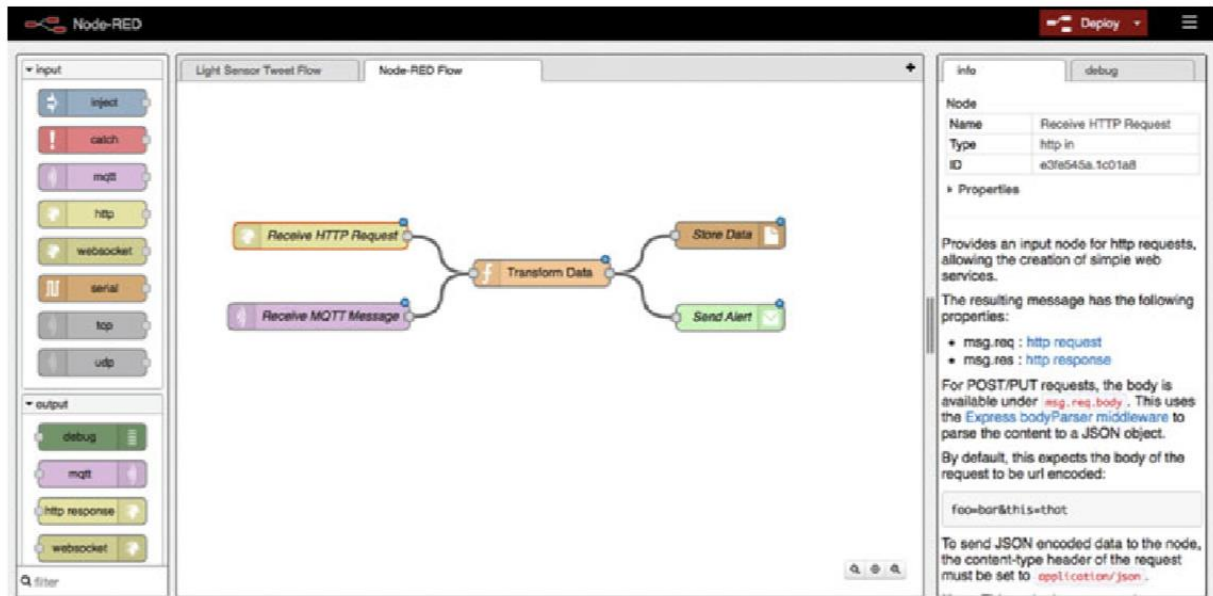 Node-RED
Deploy
input
inject
catch
mqtt
http
websocket
serial
tcp
udp
output
debug
mqtt
http response
websocket
filter
Light Sensor Tweet Flow
Node-RED Flow
+
Receive HTTP Request
Receive MQTT Message
Transform Data
Store Data
Send Alert
info
debug
Node
Name Receive HTTP Request
Type http in
ID e3fe545a.1c01a8
Properties
Provides an input node for http requests,
allowing the creation of simple web
services.
The resulting message has the following
properties:
• msg.req : http request
• msg.res : http response
For POST/PUT requests, the body is
available under msg.req.body. This uses
the Express bodyParser middleware to
parse the content to a JSON object.
By default, this expects the body of the
request to be url encoded:
foo=bar&this=that
To send JSON encoded data to the node,
the content-type header of the request
must be set to application/json.